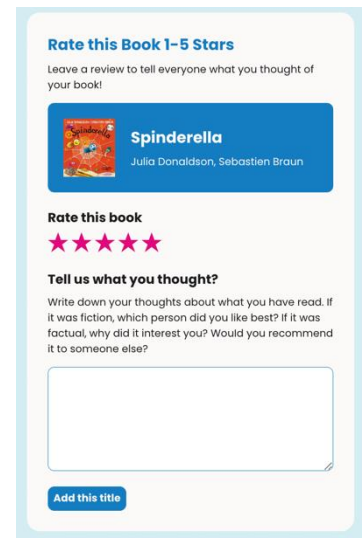 Rate this Book 1-5 Stars
Leave a review to tell everyone what you thought of
your book!
Spinderella
Spinderella
Julia Donaldson, Sebastien Braun
Rate this book
Tell us what you thought?
Write down your thoughts about what you have read. If
it was fiction, which person did you like best? If it was
factual, why did it interest you? Would you recommend
it to someone else?
Add this title